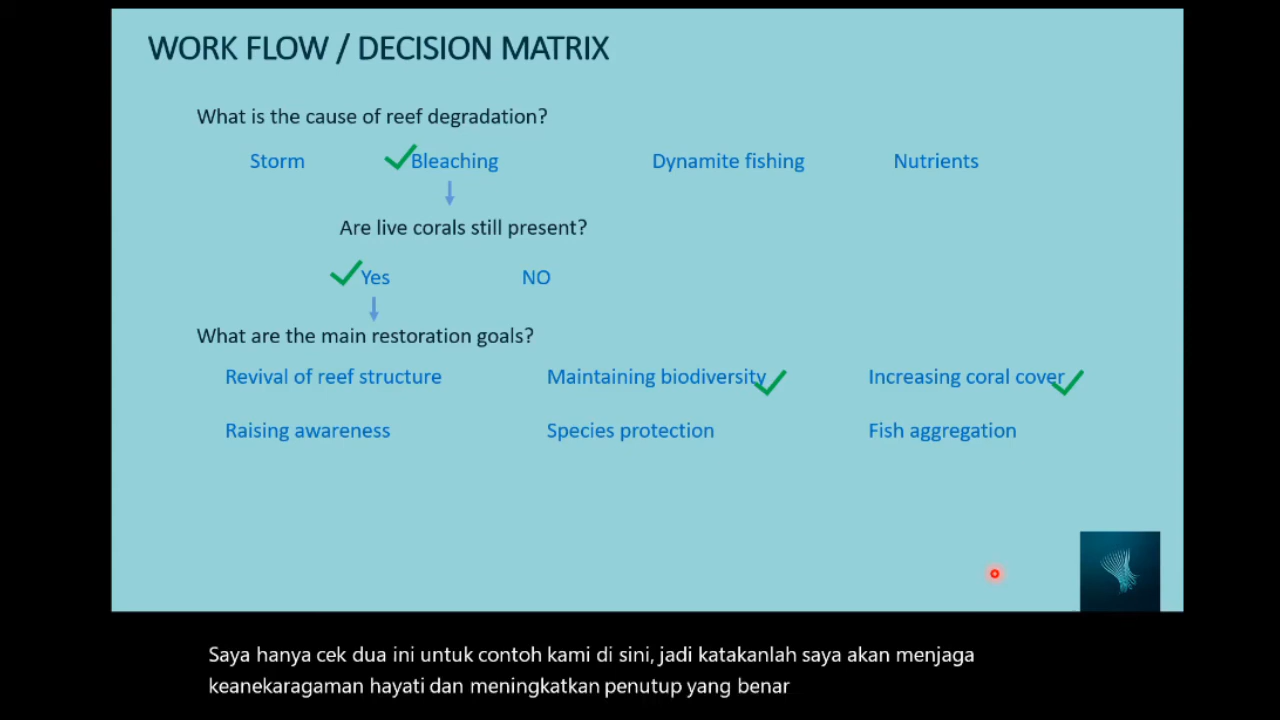 WORK FLOW / DECISION MATRIX
What is the cause of reef degradation?
Storm Bleaching Dynamite fishing Nutrients
Are live corals still present?
Yes NO
What are the main restoration goals?
Revival of reef structure Maintaining biodiversity Increasing coral cover
Raising awareness Species protection Fish aggregation
Saya hanya cek dua ini untuk contoh kami di sini, jadi katakanlah saya akan menjaga
keanekaragaman hayati dan meningkatkan penutup yang benar